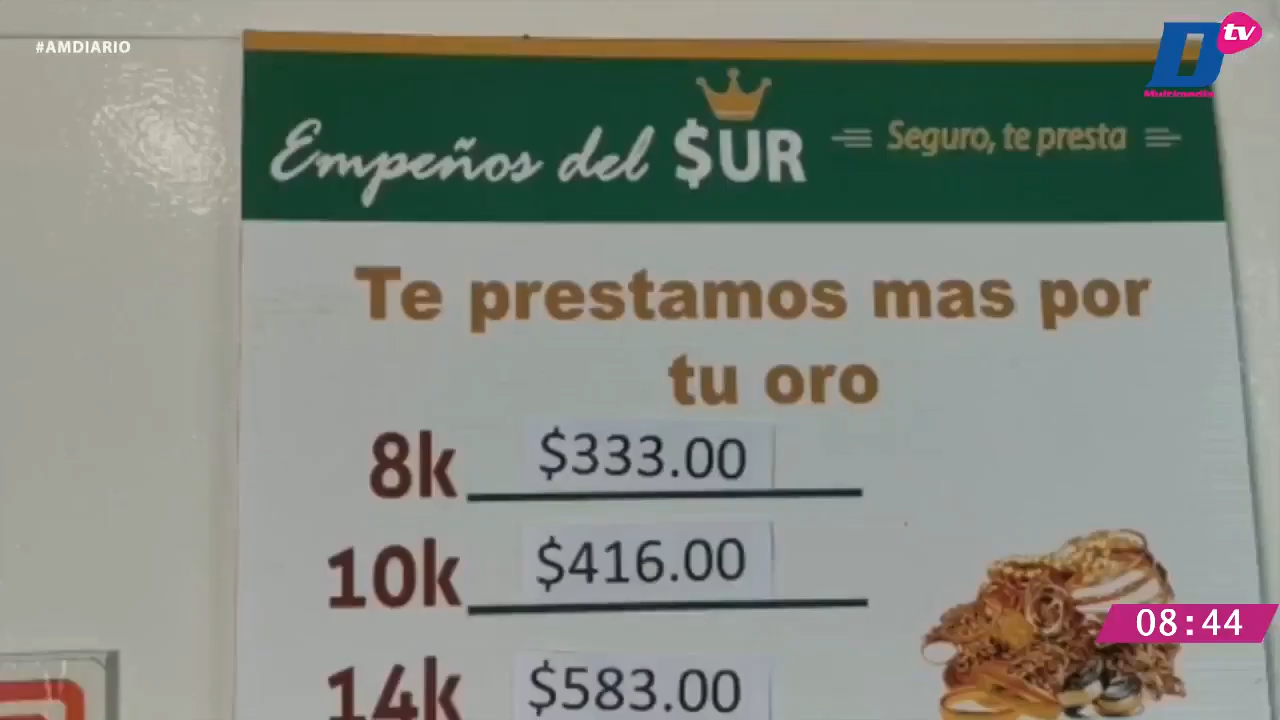 #AMDIARIO
D tv
Multimedia
Empeños del $UR
Seguro, te presta
Te prestamos mas por
tu oro
8k $333.00
10k $416.00
14k $583.00
08:44